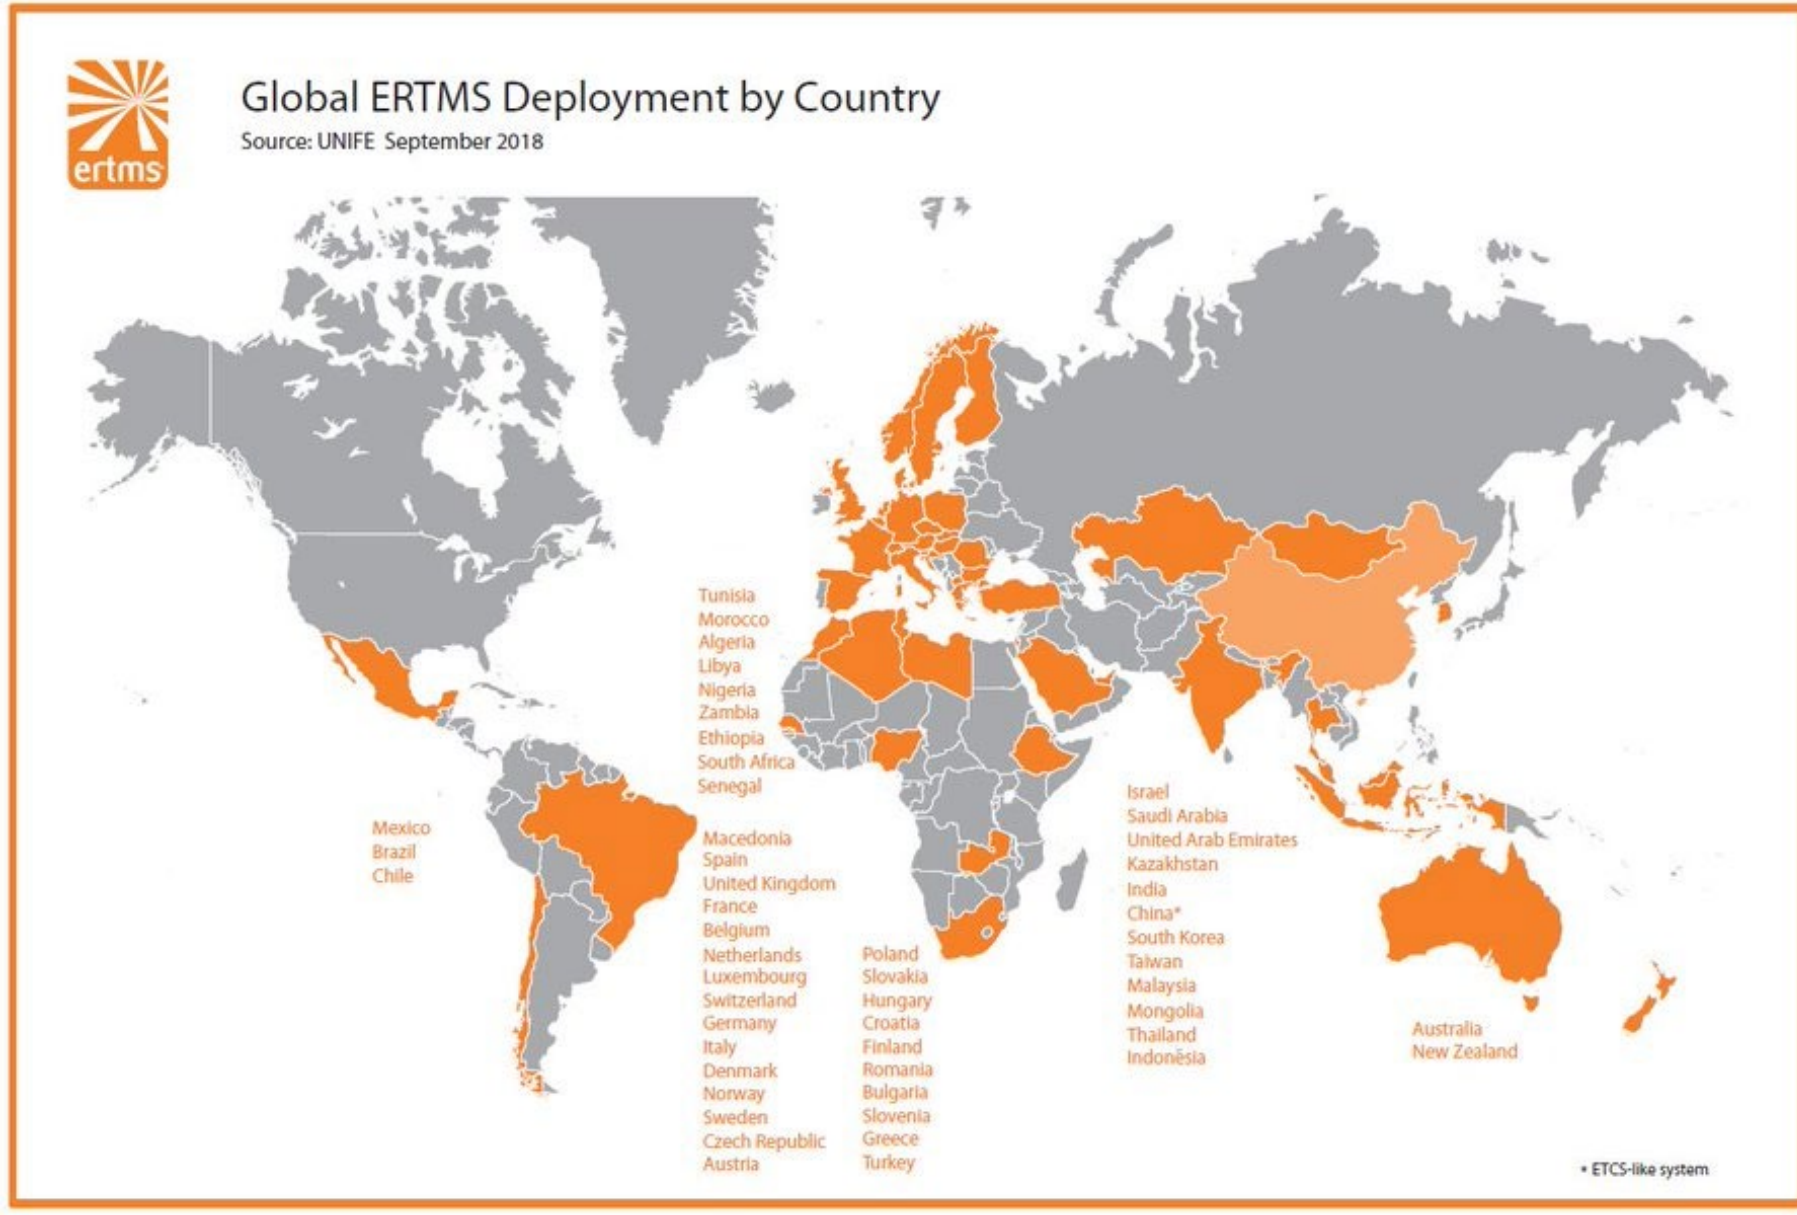 ertms
Global ERTMS Deployment by Country
Source: UNIFE September 2018
Tunisia
Morocco
Algeria
Libya
Nigeria
Zambia
Ethiopia
South Africa
Senegal
Mexico
Brazil
Chile
Macedonia
Spain
United Kingdom
France
Belgium
Netherlands
Luxembourg
Switzerland
Germany
Italy
Denmark
Norway
Sweden
Czech Republic
Austria
Poland
Slovakia
Hungary
Croatia
Finland
Romania
Bulgaria
Slovenia
Greece
Turkey
Israel
Saudi Arabia
United Arab Emirates
Kazakhstan
India
China*
South Korea
Taiwan
Malaysia
Mongolia
Thailand
Indonesia
Australia
New Zealand
* ETCS-like system